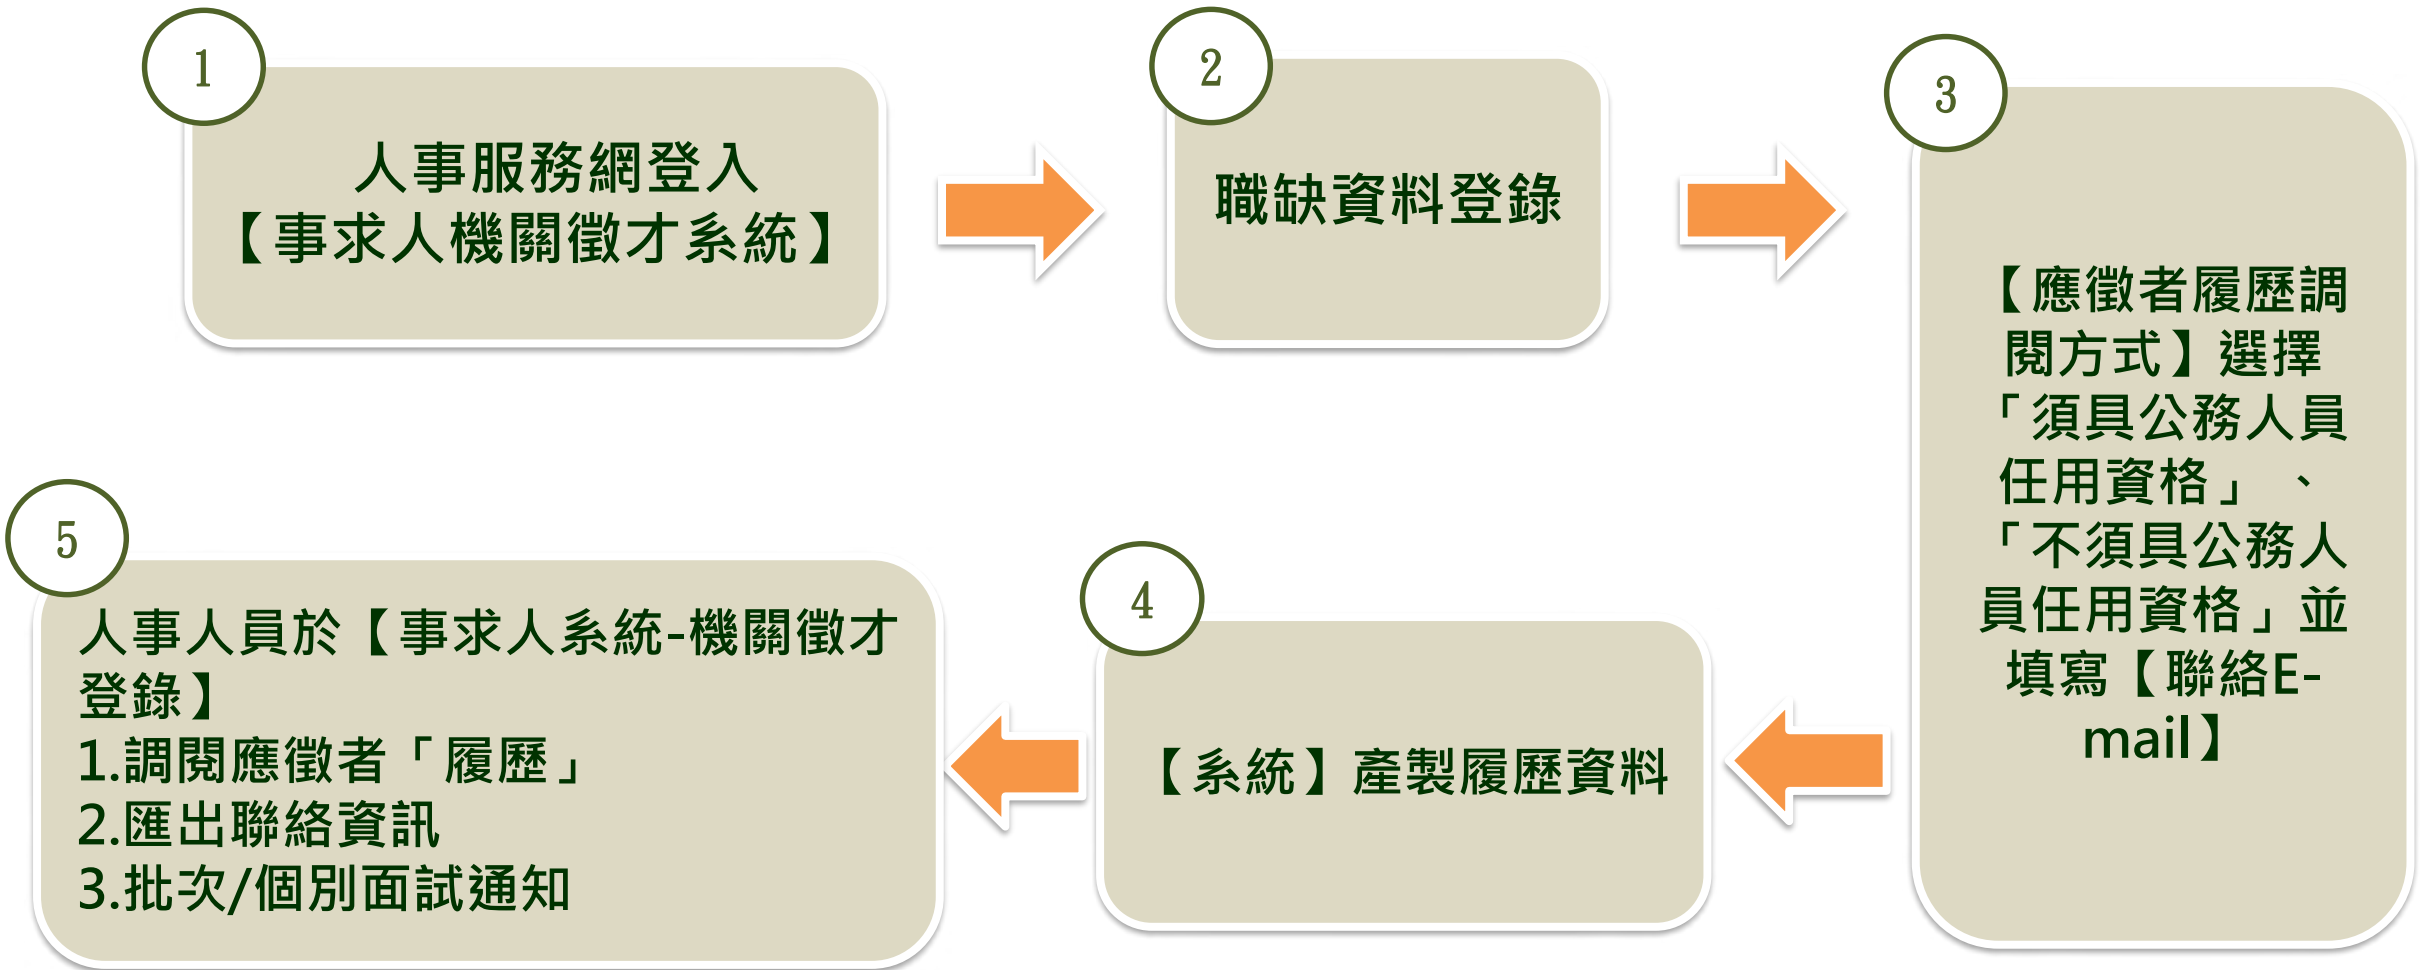 1
人事服務網登入
【事求人機關徵才系統】
2
職缺資料登錄
3
【應徵者履歷調
閱方式】選擇
「須具公務人員
任用資格」、
「不須具公務人
員任用資格」並
填寫【聯絡E-
mail】
4
【系統】產製履歷資料
5
人事人員於【事求人系統-機關徵才
登錄】
1.調閱應徵者「履歷」
2.匯出聯絡資訊
3.批次/個別面試通知